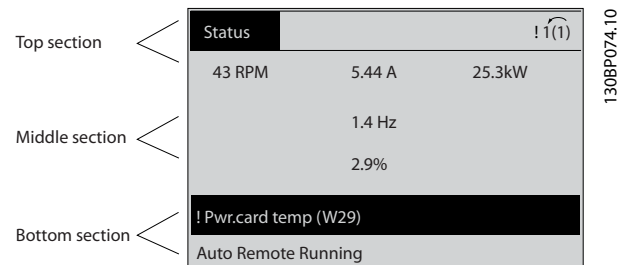 Top section
Status
! 1(1)
43 RPM 5.44 A 25.3kW
Middle section
1.4 Hz
2.9%
Bottom section
! Pwr.card temp (W29)
Auto Remote Running
130BP074.10